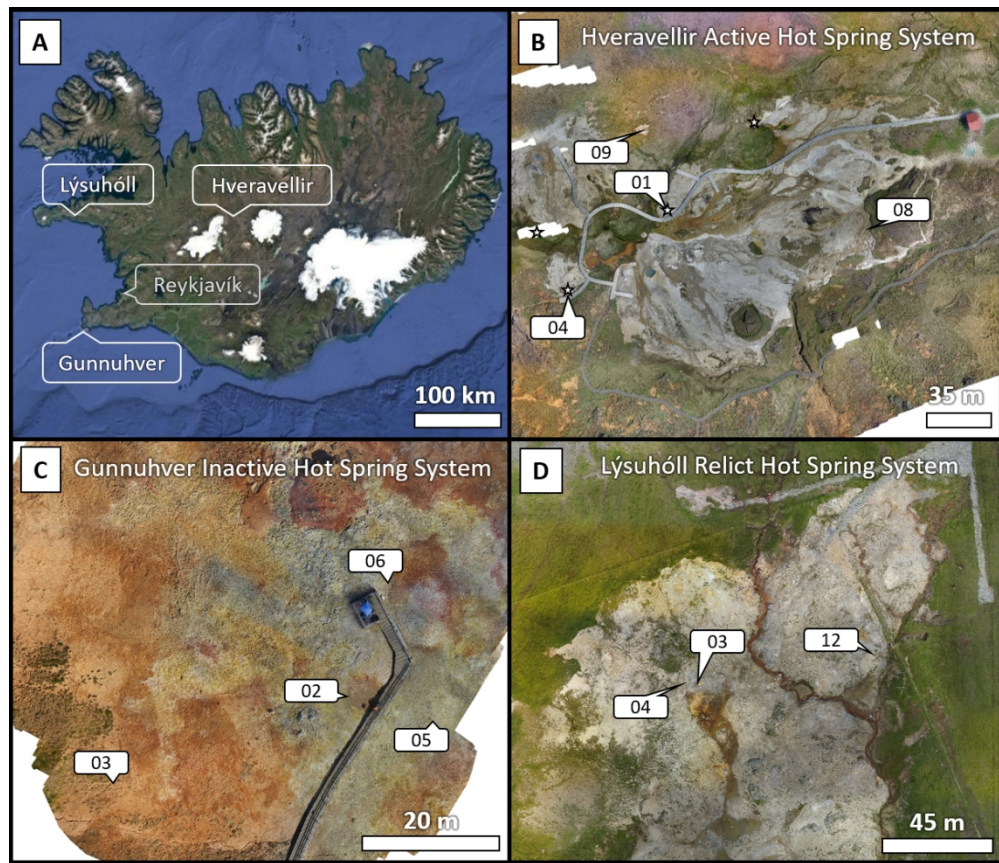 A
Lýsuhóll
Hveravellir
Reykjavík
Gunnuhver
100 km
B
Hveravellir Active Hot Spring System
09
01
08
04
35 m
C
Gunnuhver Inactive Hot Spring System
06
02
05
03
20 m
D
Lýsuhóll Relict Hot Spring System
03
12
04
45 m